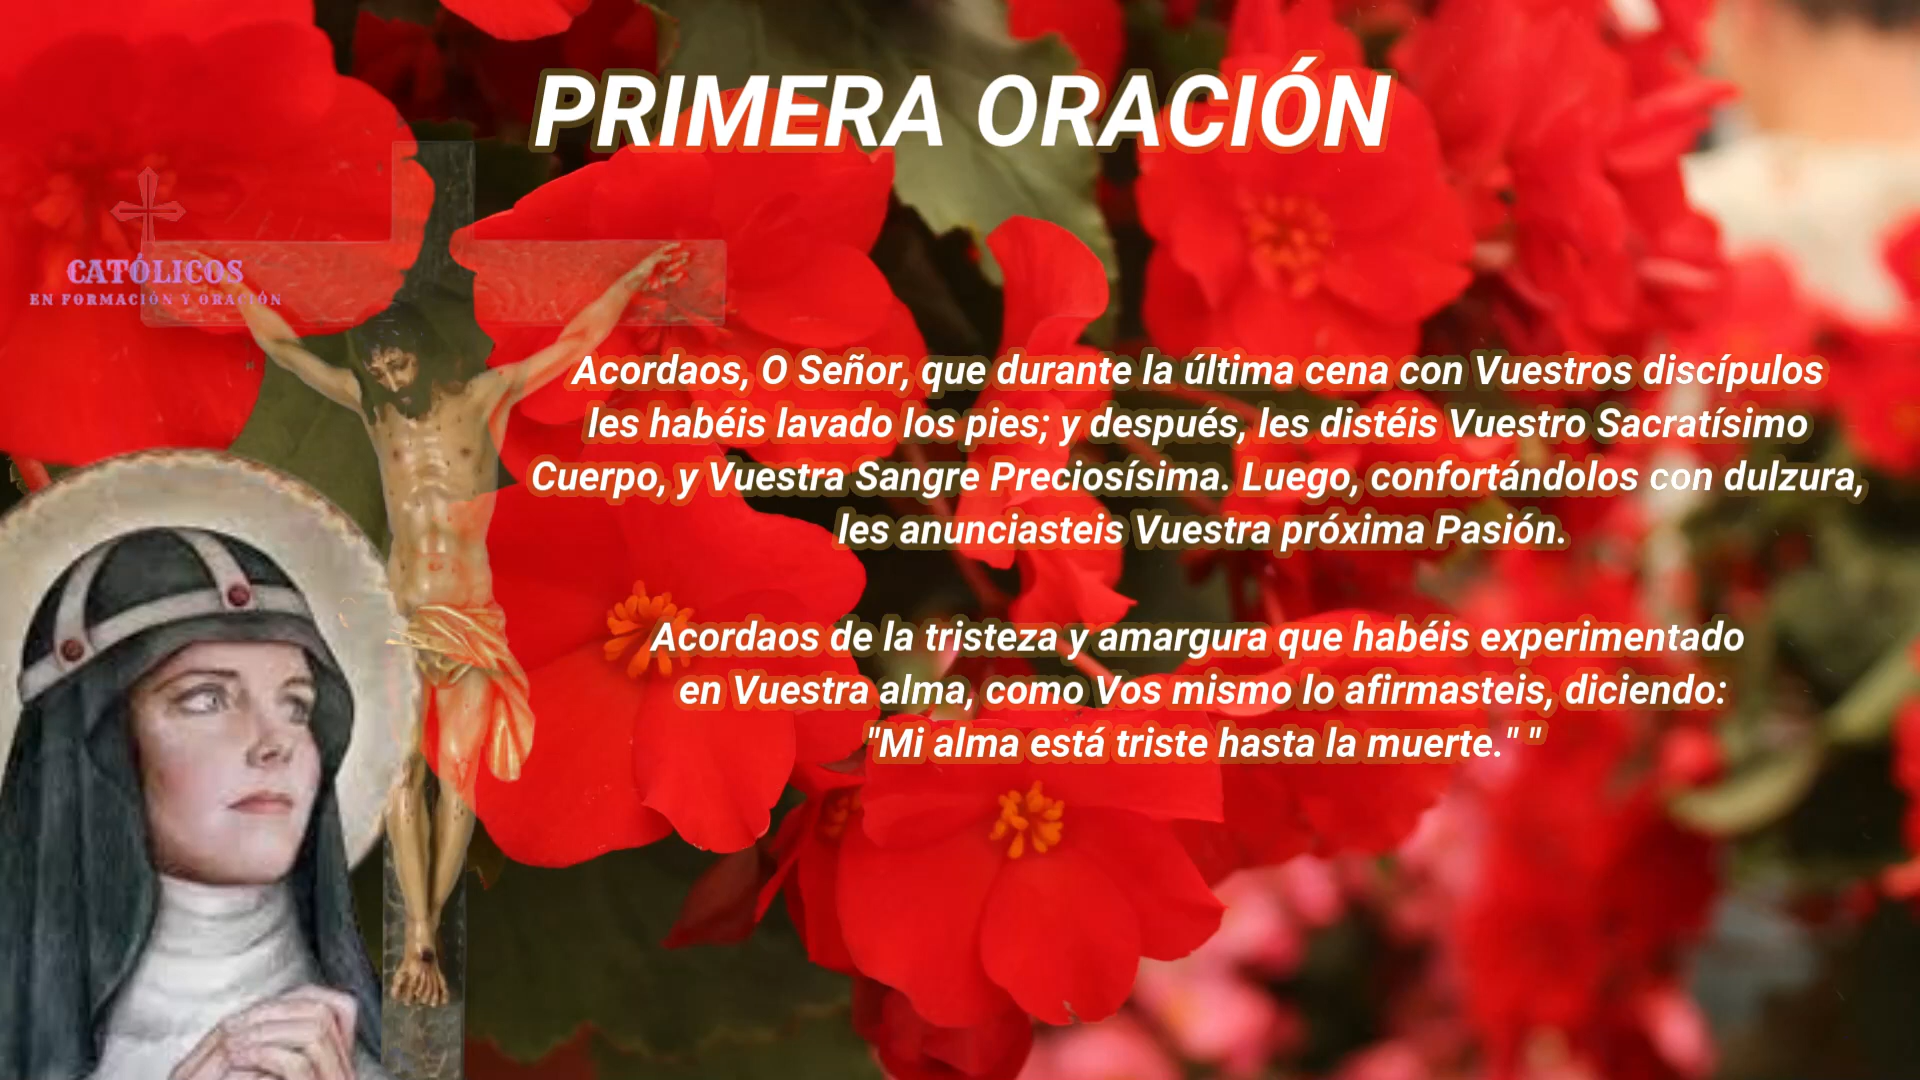 PRIMERA ORACIÓN
CATÓLICOS
EN FORMACIÓN Y ORACIÓN
Acordaos, O Señor, que durante la última cena con Vuestros discípulos
les habéis lavado los pies; y después, les distéis Vuestro Sacratísimo
Cuerpo, y Vuestra Sangre Preciosísima. Luego, confortándolos con dulzura,
les anunciasteis Vuestra próxima Pasión.
Acordaos de la tristeza y amargura que habéis experimentado
en Vuestra alma, como Vos mismo lo afirmasteis, diciendo:
"Mi alma está triste hasta la muerte." "